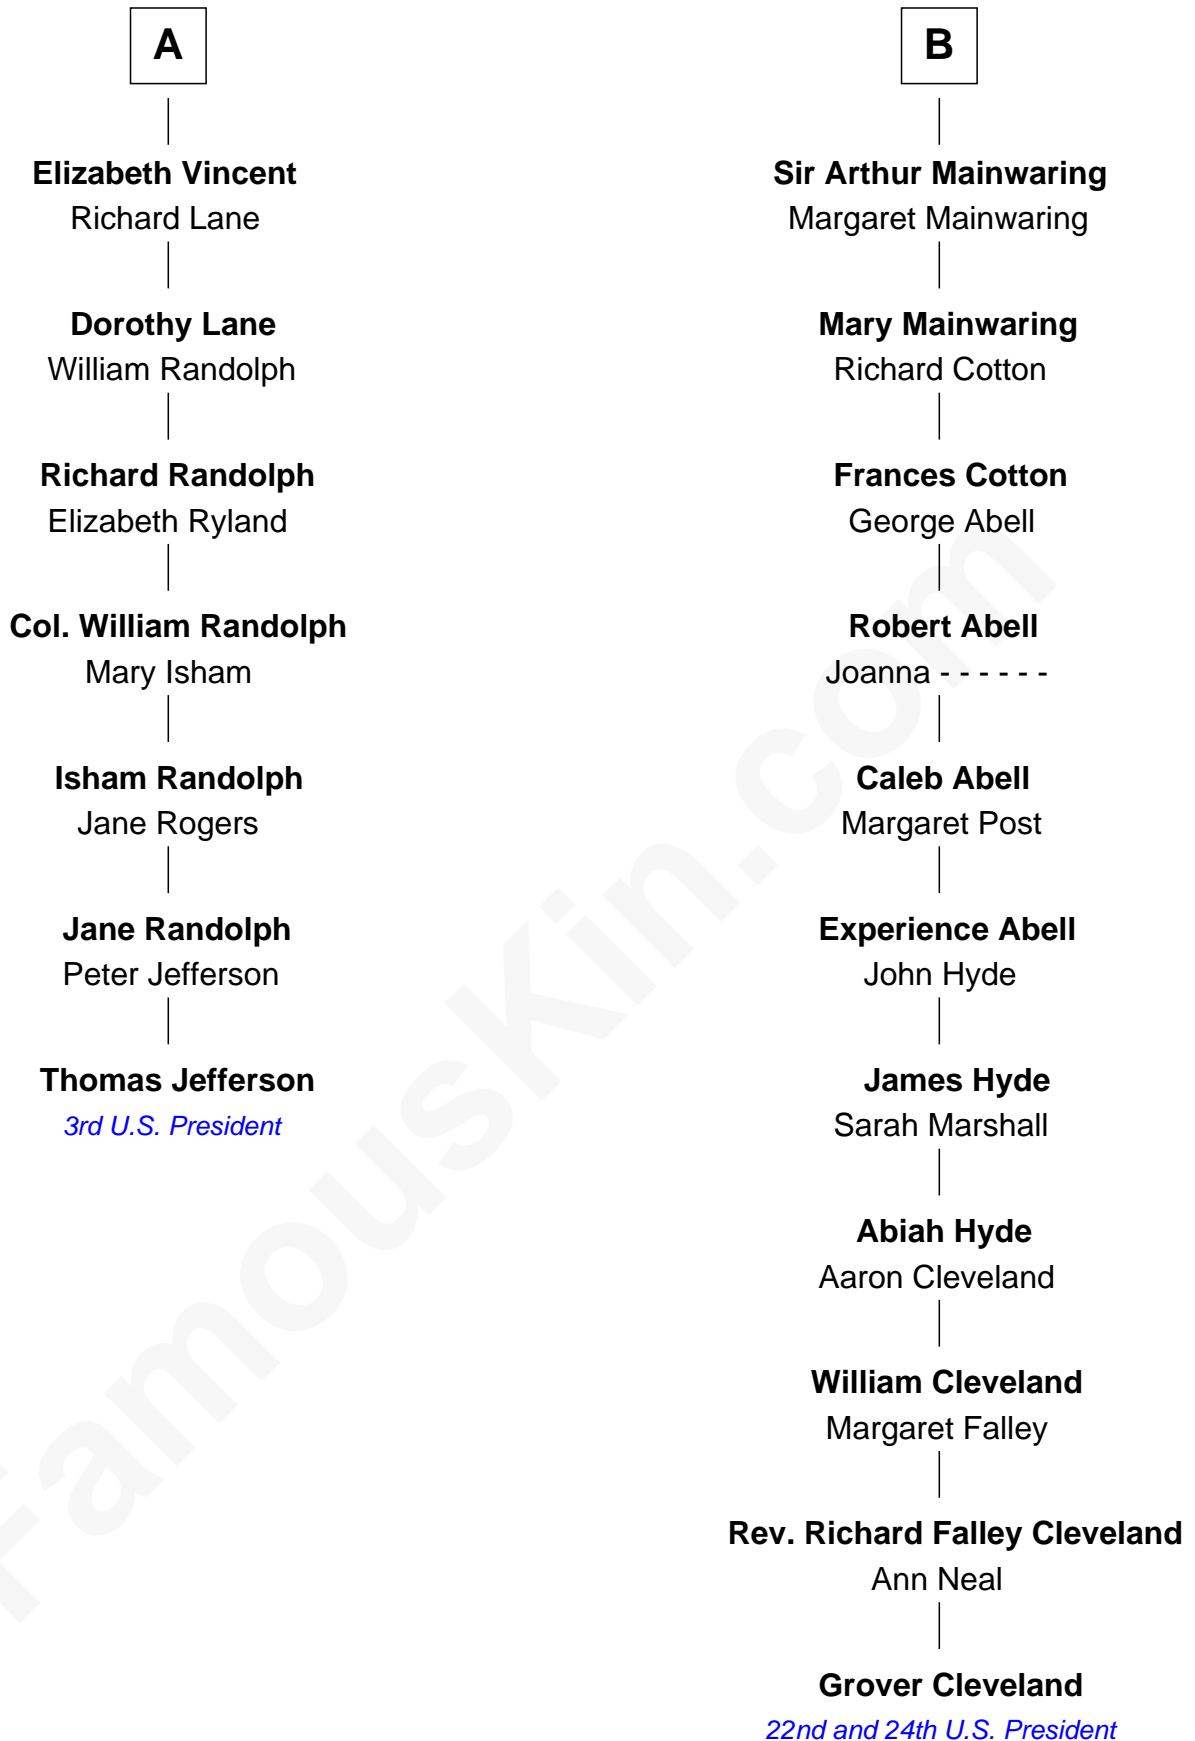 A
Elizabeth Vincent
Richard Lane
Dorothy Lane
William Randolph
Richard Randolph
Elizabeth Ryland
Col. William Randolph
Mary Isham
Isham Randolph
Jane Rogers
Jane Randolph
Peter Jefferson
Thomas Jefferson
3rd U.S. President
B
Sir Arthur Mainwaring
Margaret Mainwaring
Mary Mainwaring
Richard Cotton
Frances Cotton
George Abell
Robert Abell
Joanna - - - - - -
Caleb Abell
Margaret Post
Experience Abell
John Hyde
James Hyde
Sarah Marshall
Abiah Hyde
Aaron Cleveland
William Cleveland
Margaret Falley
Rev. Richard Falley Cleveland
Ann Neal
Grover Cleveland
22nd and 24th U.S. President
FamousKin.com